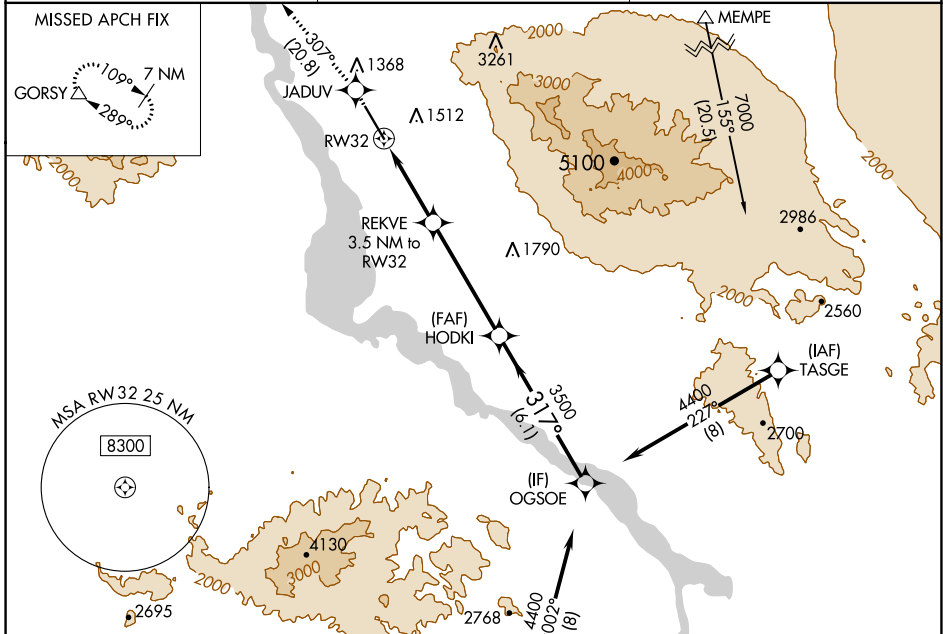 MISSED APCH FIX
109° 7 NM
GORSY
289°
307°
(20.8)
1368
JADUV
1512
RW32
2000
3261
3000
5100
4000
MEMPE
7000
155°
(20.5)
2000
2000
REKVE
3.5 NM to
RW32
1790
2986
2000
2560
(FAF)
HODKI
(IAF)
TASGE
3500
317°
(6.1)
4400
227°
(8)
2700
MSA RW32 25 NM
8300
(IF)
OGSOE
4130
3000
2000
2695
2768
4400
002°
(8)